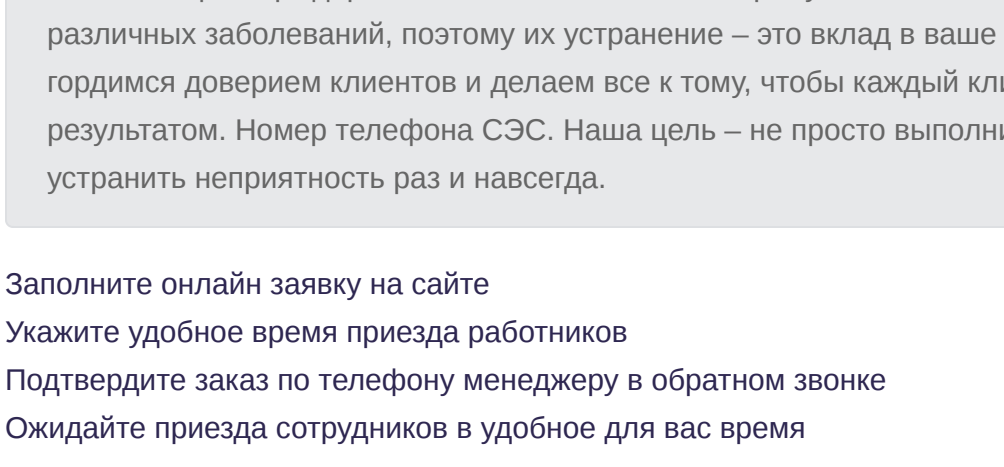 различных заболеваний, поэтому их устранение – это вклад в ваше
гордимся доверием клиентов и делаем все к тому, чтобы каждый
результатом. Номер телефона СЭС. Наша цель – не просто
устранить неприятность раз и навсегда.
Заполните онлайн заявку на сайте
Укажите удобное время приезда работников
Подтвердите заказ по телефону менеджеру в обратном звонке
Ожидайте приезда сотрудников в удобное для вас время